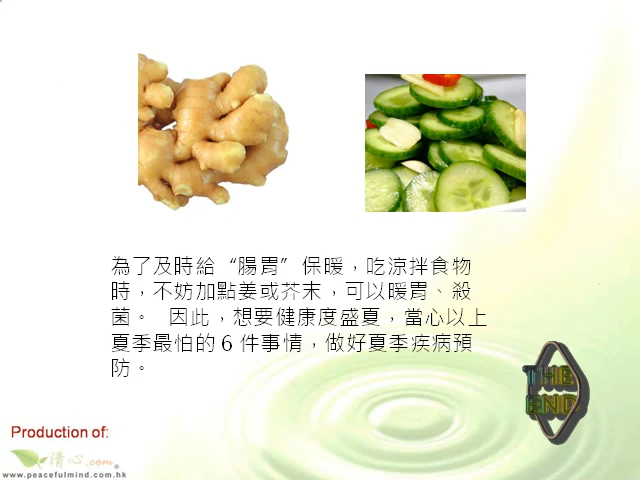 為了及時給“腸胃”保暖，吃涼拌食物
時，不妨加點姜或芥末，可以暖胃、殺
菌。 因此，想要健康度盛夏，當心以上
夏季最怕的 6 件事情，做好夏季疾病預
防。
THE
END
Production of:
清心.com
www.peacefulmind.com.hk